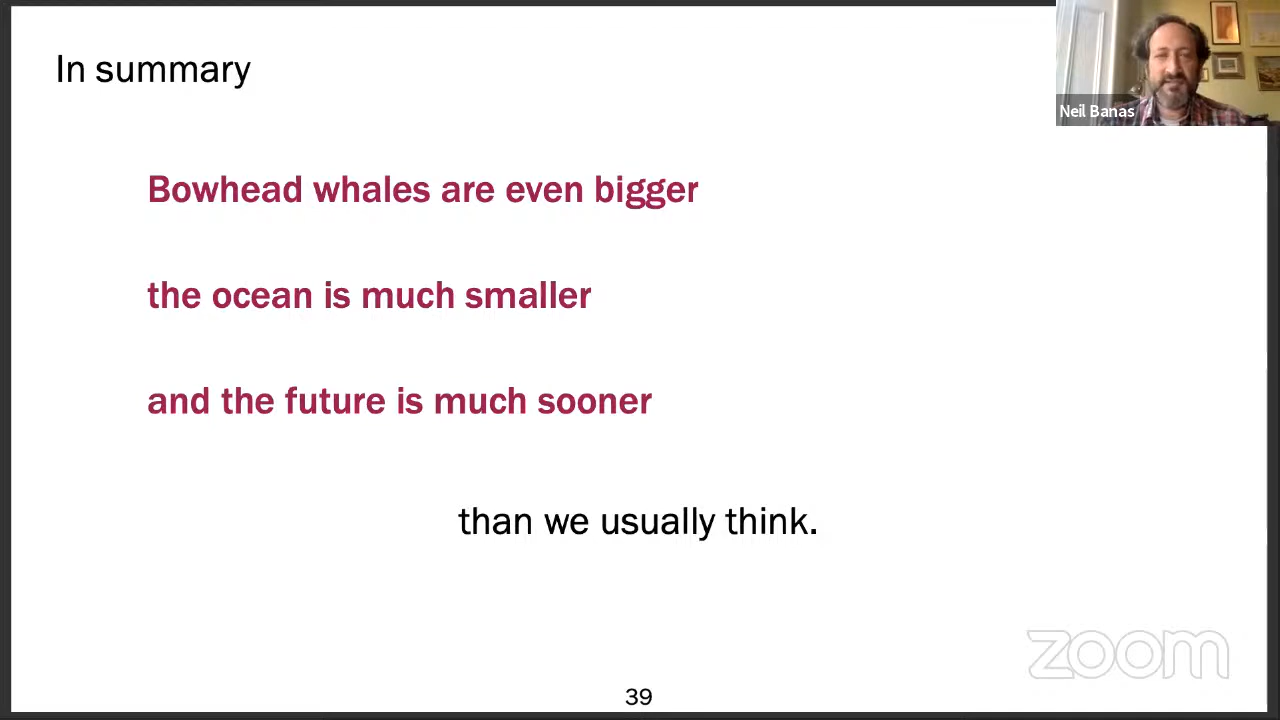 In summary
Neil Banas
Bowhead whales are even bigger
the ocean is much smaller
and the future is much sooner
than we usually think.
zoom
39